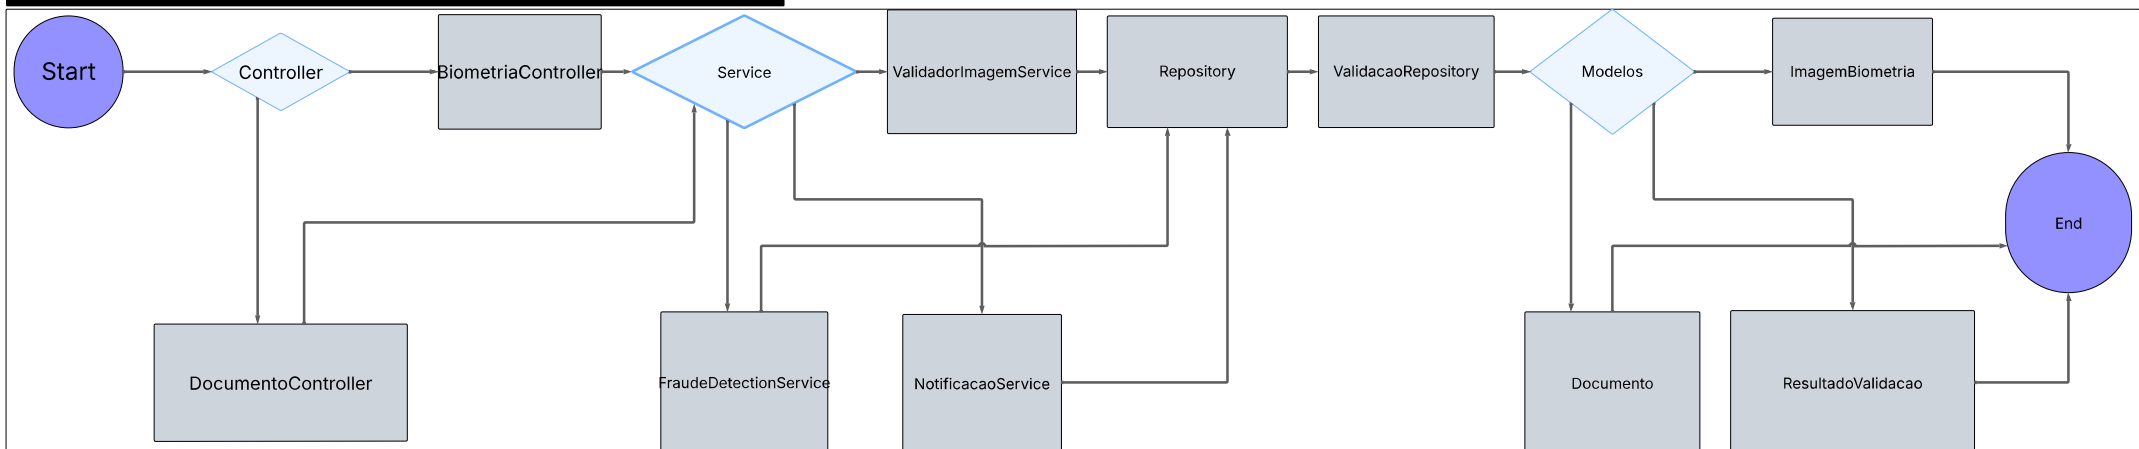 Start
Controller
BiometriaController
Service
ValidadorImagemService
Repository
ValidacaoRepository
Modelos
ImagemBiometria
End
DocumentoController
FraudeDetectionService
NotificacaoService
Documento
ResultadoValidacao